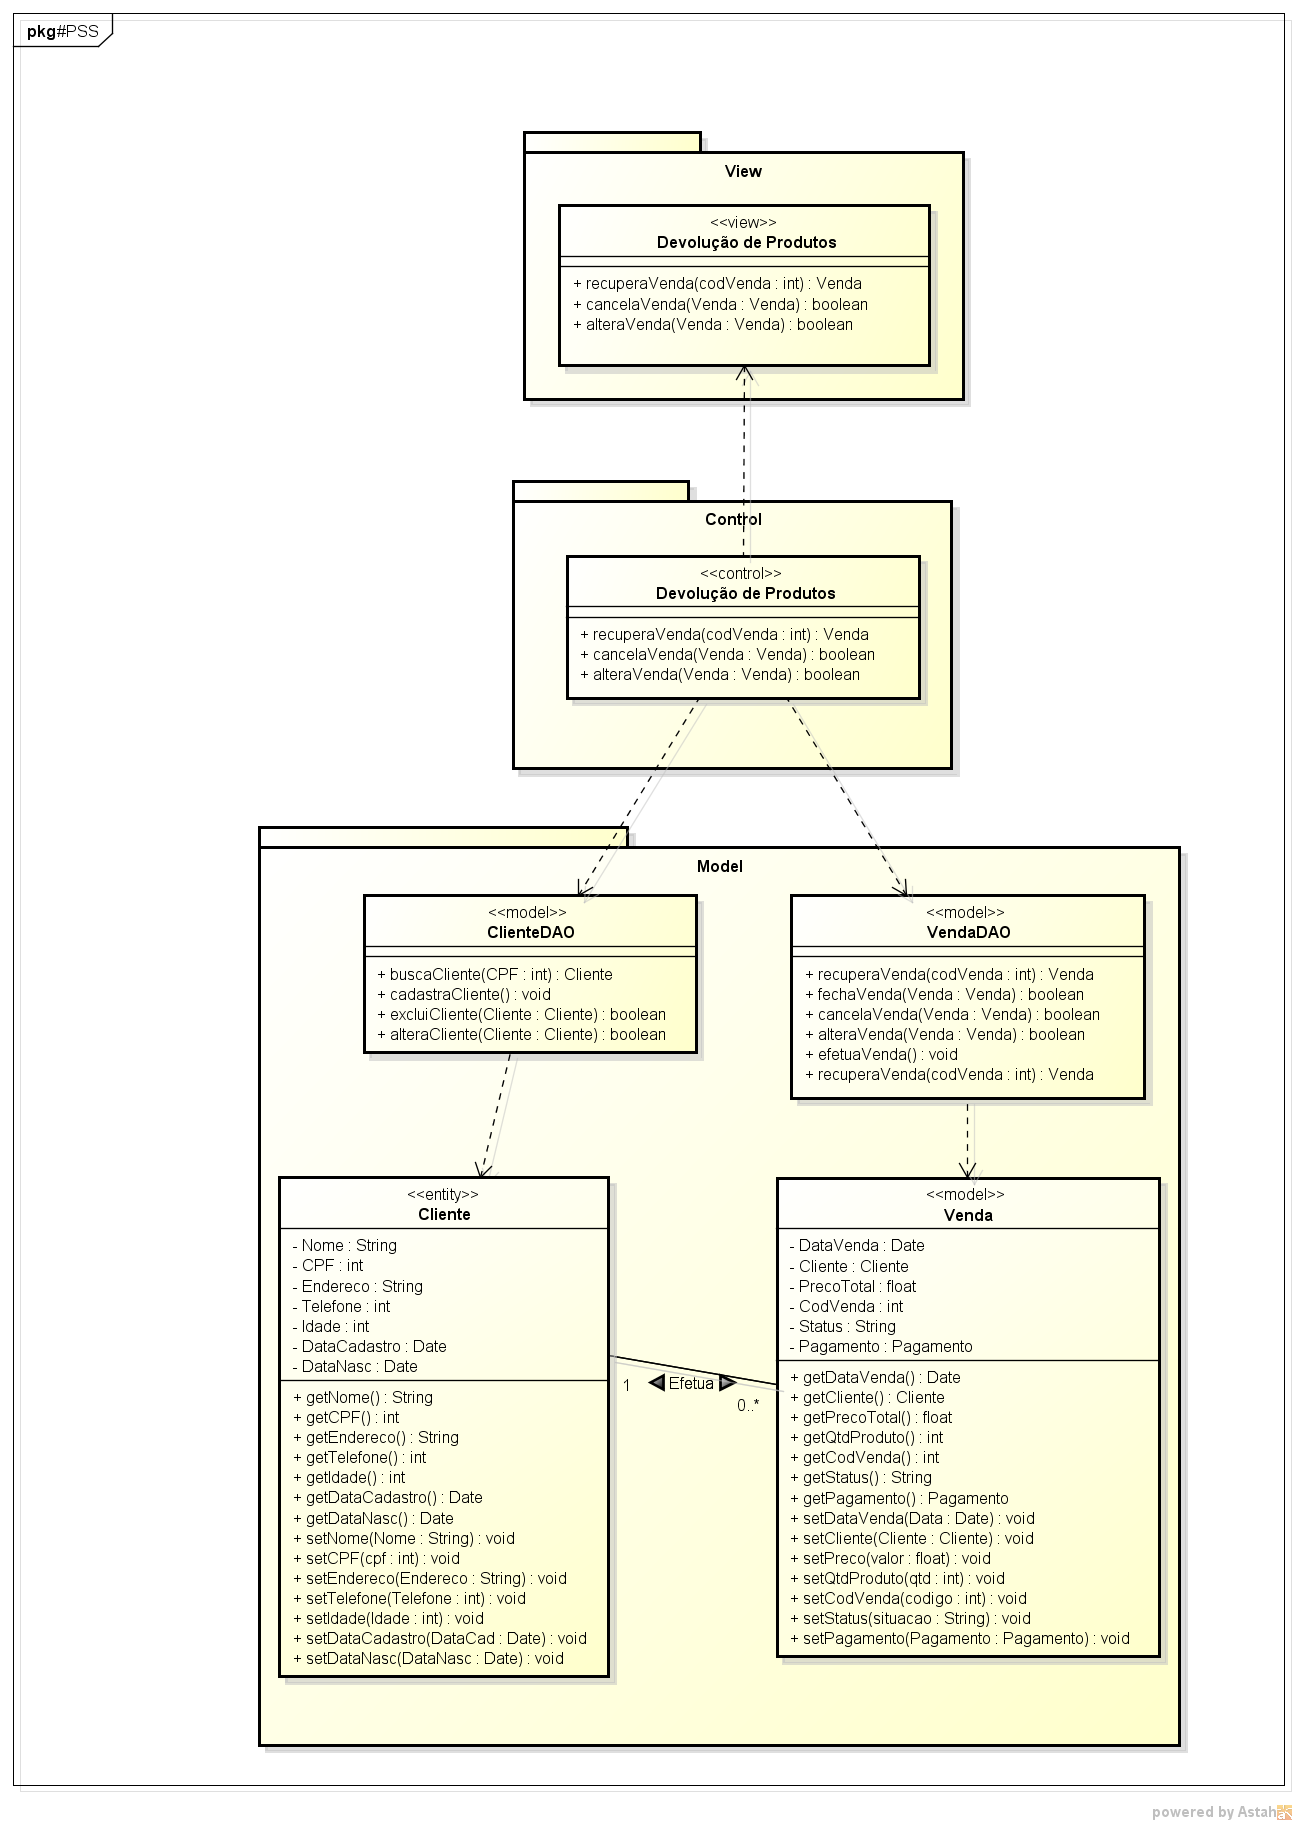 pkg#PSS
View
<<view>>
Devolução de Produtos
+ recuperaVenda(codVenda : int) : Venda
+ cancelaVenda(Venda : Venda) : boolean
+ alteraVenda(Venda : Venda) : boolean
Control
<<control>>
Devolução de Produtos
+ recuperaVenda(codVenda : int) : Venda
+ cancelaVenda(Venda : Venda) : boolean
+ alteraVenda(Venda : Venda) : boolean
Model
<<model>>
ClienteDAO
+ buscaCliente(CPF : int) : Cliente
+ cadastraCliente() : void
+ excluiCliente(Cliente : Cliente) : boolean
+ alteraCliente(Cliente : Cliente) : boolean
<<model>>
VendaDAO
+ recuperaVenda(codVenda : int) : Venda
+ fechaVenda(Venda : Venda) : boolean
+ cancelaVenda(Venda : Venda) : boolean
+ alteraVenda(Venda : Venda) : boolean
+ efetuaVenda() : void
+ recuperaVenda(codVenda : int) : Venda
<<entity>>
Cliente
- Nome : String
- CPF : int
- Endereco : String
- Telefone : int
- Idade : int
- DataCadastro : Date
- DataNasc : Date
+ getNome() : String
+ getCPF() : int
+ getEndereco() : String
+ getTelefone() : int
+ getIdade() : int
+ getDataCadastro() : Date
+ getDataNasc() : Date
+ setNome(Nome : String) : void
+ setCPF(cpf : int) : void
+ setEndereco(Endereco : String) : void
+ setTelefone(Telefone : int) : void
+ setIdade(Idade : int) : void
+ setDataCadastro(DataCad : Date) : void
+ setDataNasc(DataNasc : Date) : void
1
Efetua
0..*
<<model>>
Venda
- DataVenda : Date
- Cliente : Cliente
- PrecoTotal : float
- CodVenda : int
- Status : String
- Pagamento : Pagamento
+ getDataVenda() : Date
+ getCliente() : Cliente
+ getPrecoTotal() : float
+ getQtdProduto() : int
+ getCodVenda() : int
+ getStatus() : String
+ getPagamento() : Pagamento
+ setDataVenda(Data : Date) : void
+ setCliente(Cliente : Cliente) : void
+ setPreco(valor : float) : void
+ setQtdProduto(qtd : int) : void
+ setCodVenda(codigo : int) : void
+ setStatus(situacao : String) : void
+ setPagamento(Pagamento : Pagamento) : void
powered by Astah